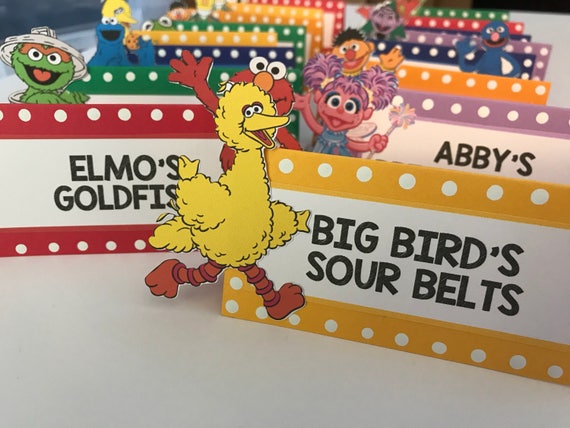 ELMO'S
GOLDFIS
ABBY'S
BIG BIRD'S
SOUR BELTS